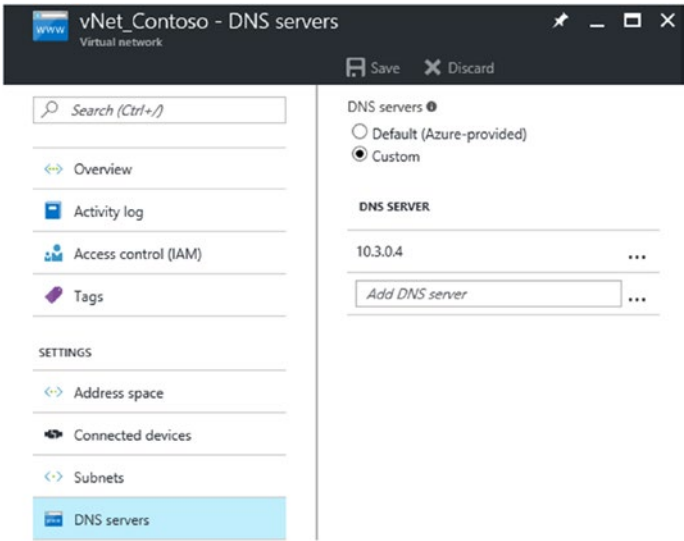 www
vNet_Contoso - DNS servers
Virtual network
Save Discard
Search (Ctrl+/)
Overview
Activity log
Access control (IAM)
Tags
SETTINGS
Address space
Connected devices
Subnets
DNS servers
DNS servers
Default (Azure-provided)
Custom
DNS SERVER
10.3.0.4 ...
Add DNS server ...